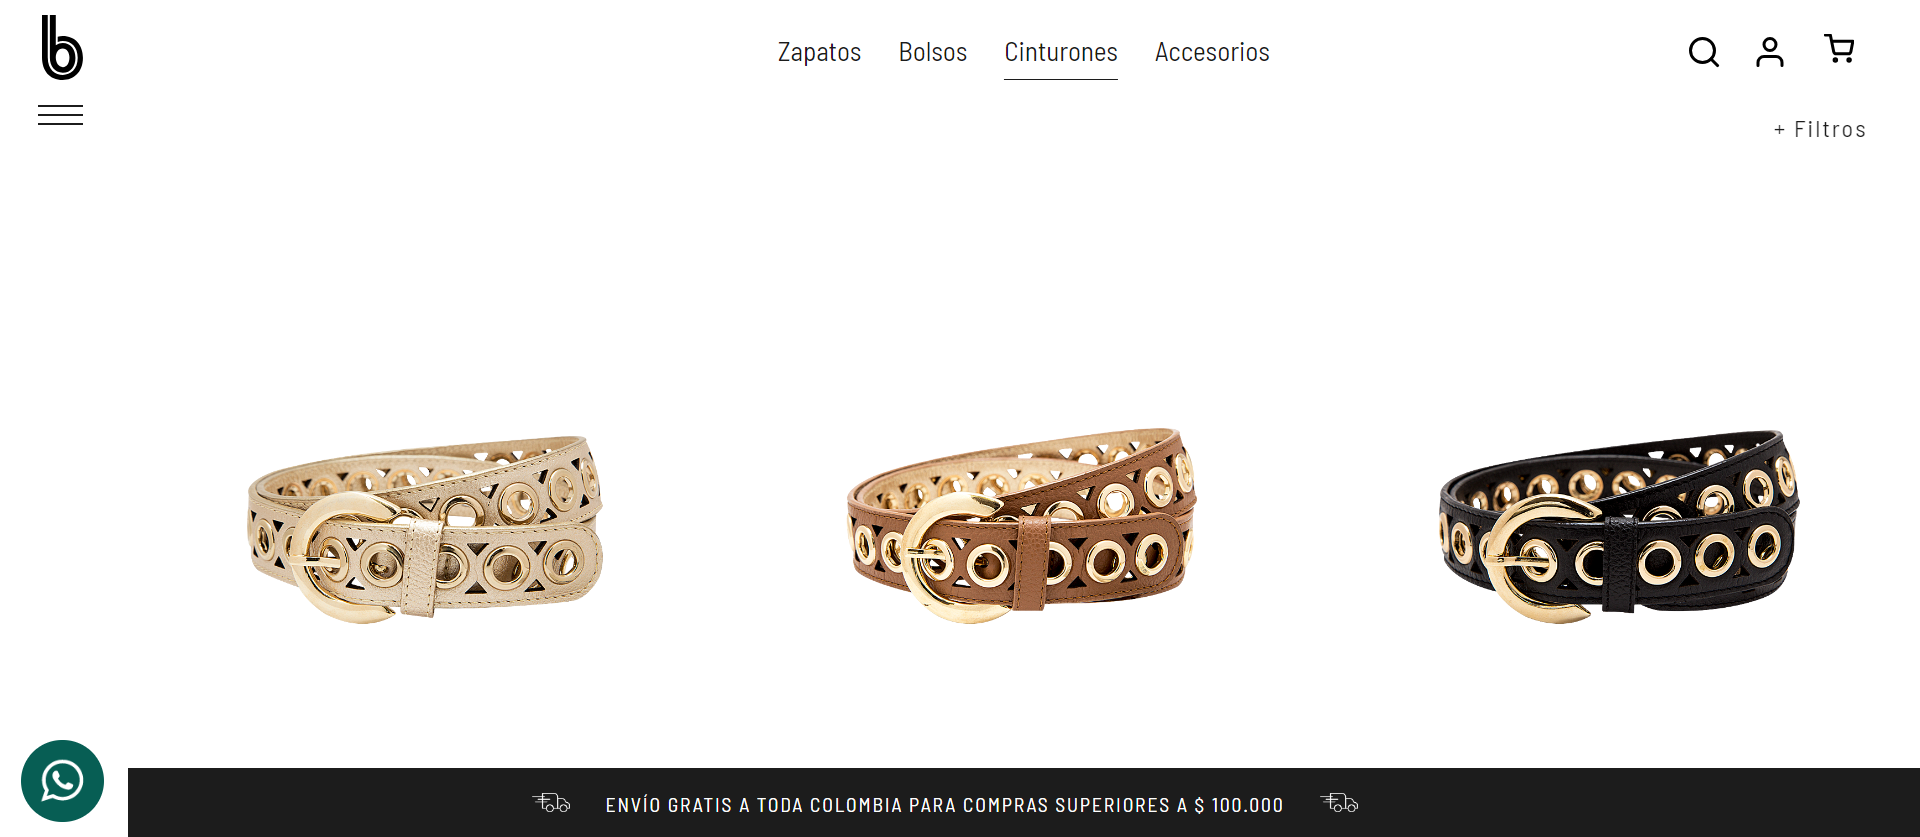 b
Zapatos Bolsos Cinturones Accesorios
+ Filtros
ENVÍO GRATIS A TODA COLOMBIA PARA COMPRAS SUPERIORES A $ 100.000